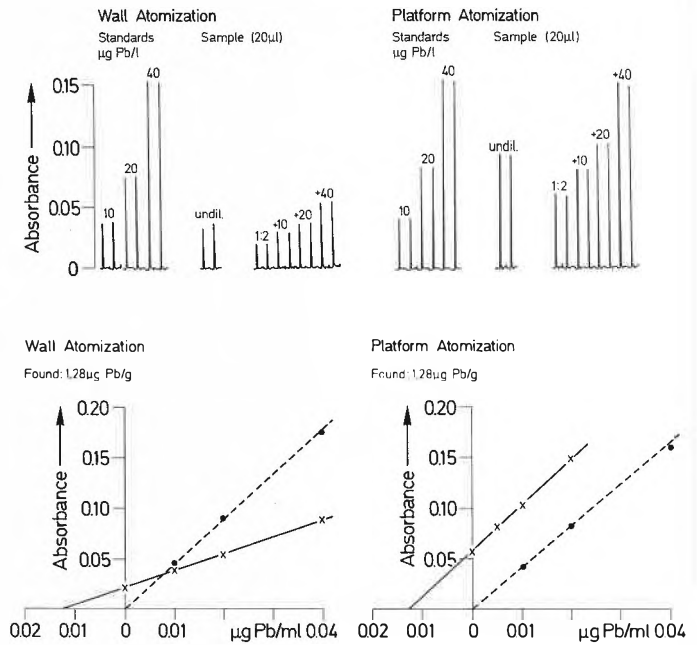 Wall Atomization
Standards
µg Pb/l
Sample (20µl)
40
20
10
undil.
1:2
+10
+20
+40
0.15
0.10
0.05
0
Absorbance
Platform Atomization
Standards
µg Pb/l
Sample (20µl)
40
20
10
undil.
1:2
+10
+20
+40
Wall Atomization
Found: 1.28µg Pb/g
0.20
0.15
0.10
0.05
Absorbance
0.02 0.01 0 0.01 µg Pb/ml 0.04
Platform Atomization
Found: 1.28µg Pb/g
0.20
0.15
0.10
0.05
Absorbance
0.02 0.01 0 0.01 µg Pb/ml 0.04